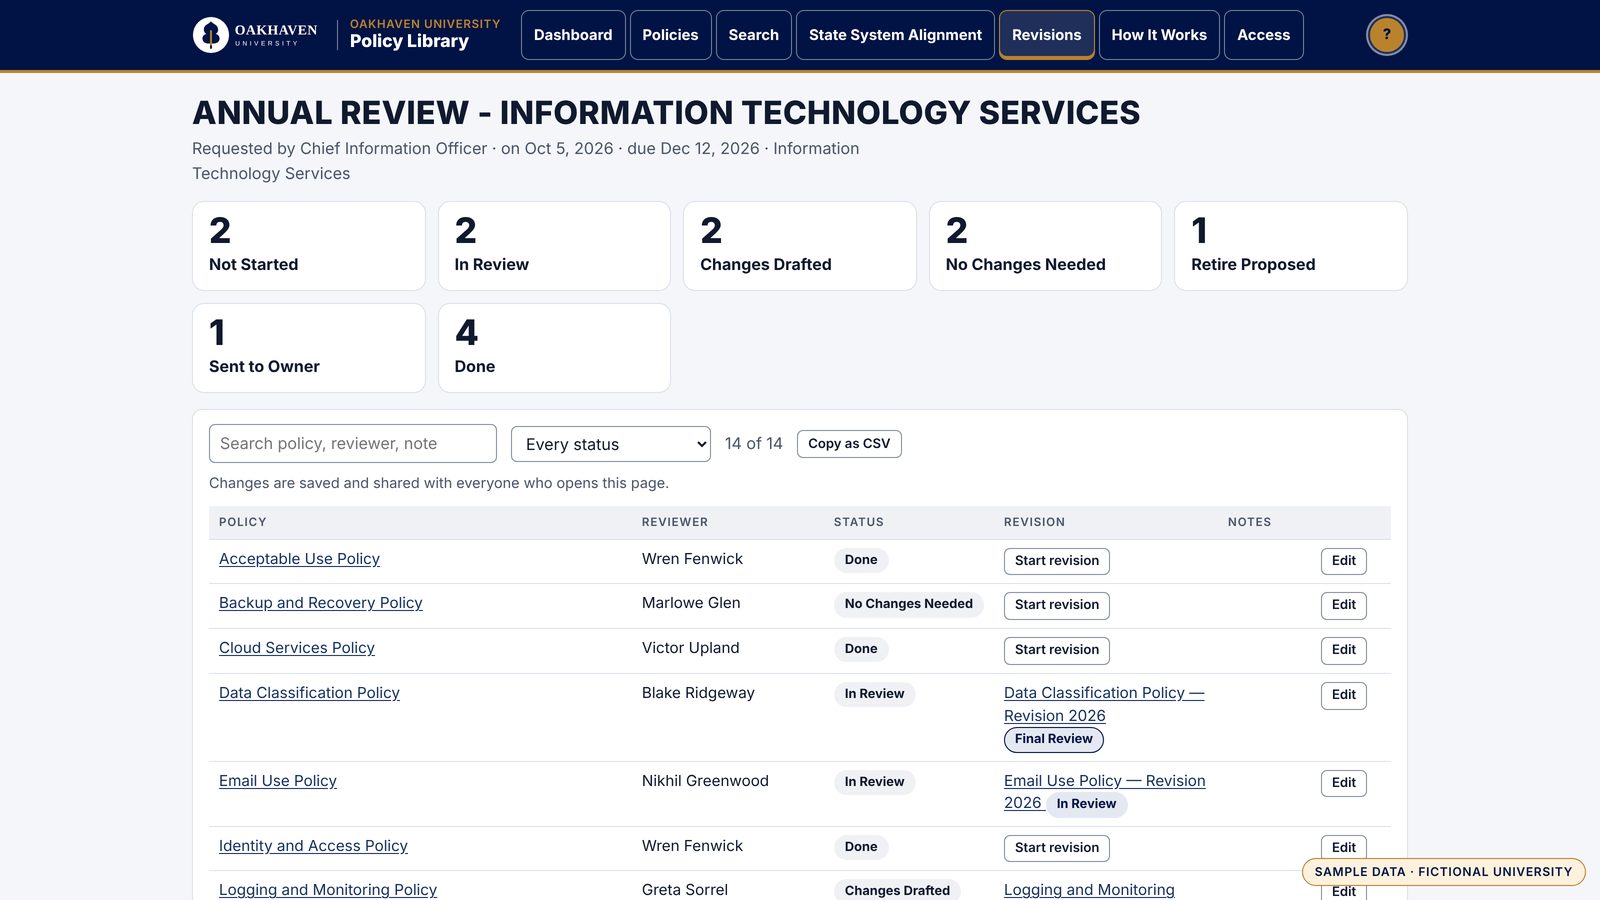 OAKHAVEN
UNIVERSITY
OAKHAVEN UNIVERSITY
Policy Library
Dashboard
Policies
Search
State System Alignment
Revisions
How It Works
Access
?
ANNUAL REVIEW - INFORMATION TECHNOLOGY SERVICES
Requested by Chief Information Officer · on Oct 5, 2026 · due Dec 12, 2026 · Information
Technology Services
2
Not Started
2
In Review
2
Changes Drafted
2
No Changes Needed
1
Retire Proposed
1
Sent to Owner
4
Done
Search policy, reviewer, note
Every status
14 of 14
Copy as CSV
Changes are saved and shared with everyone who opens this page.
POLICY REVIEWER STATUS REVISION NOTES
Acceptable Use Policy Wren Fenwick Done Start revision Edit
Backup and Recovery Policy Marlowe Glen No Changes Needed Start revision Edit
Cloud Services Policy Victor Upland Done Start revision Edit
Data Classification Policy Blake Ridgeway In Review Data Classification Policy — Edit
Revision 2026
Final Review
Email Use Policy Nikhil Greenwood In Review Email Use Policy — Revision Edit
2026 In Review
Identity and Access Policy Wren Fenwick Done Start revision Edit
Logging and Monitoring Policy Greta Sorrel Changes Drafted Logging and Monitoring Edit
SAMPLE DATA · FICTIONAL UNIVERSITY